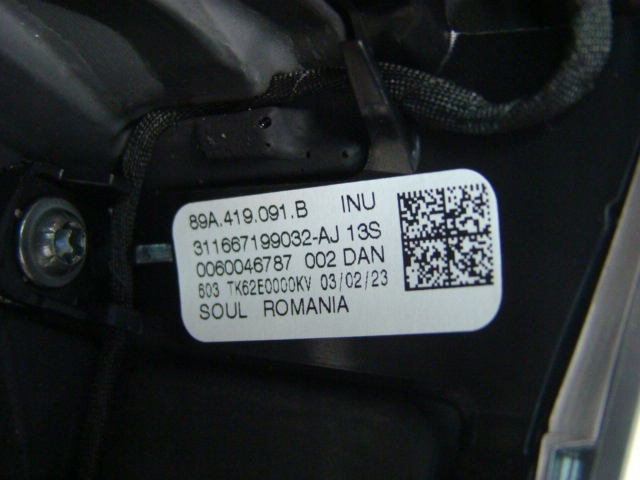 89A.419.091.B INU
311667199032-AJ 13S
0060046787 002 DAN
603 TK62E0000KV 03/02/23
SOUL ROMANIA